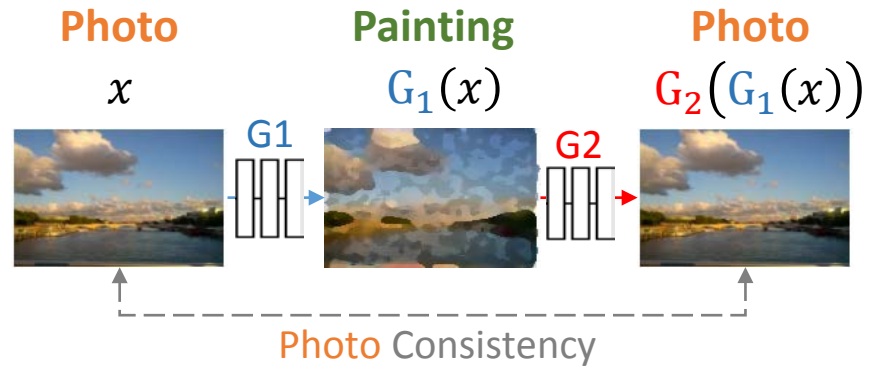 Photo Painting Photo
x G₁(x) G₂(G₁(x))
G1 G2
Photo Consistency